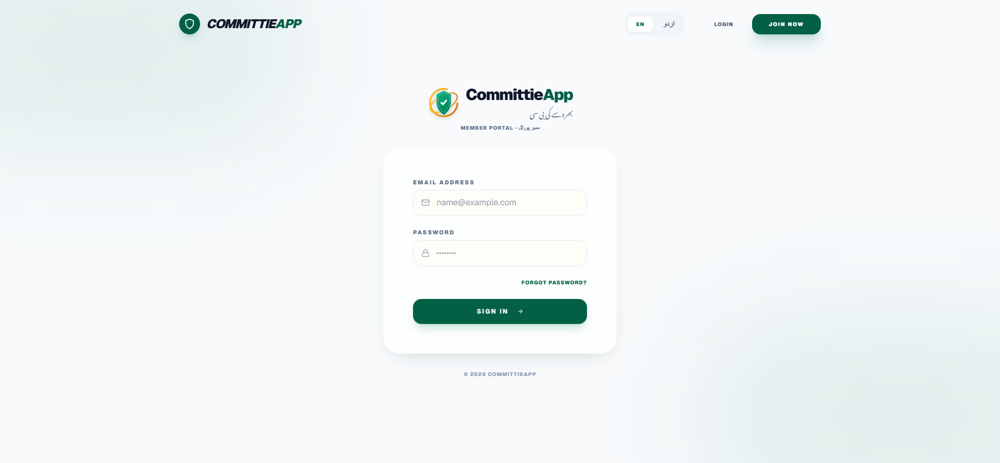 COMMITTIEAPP
EN
اردو
LOGIN
JOIN NOW
CommittieApp
بھروسے کی بی سی
MEMBER PORTAL - ممبر پورٹل
EMAIL ADDRESS
name@example.com
PASSWORD
••••••••
FORGOT PASSWORD?
SIGN IN →
© 2026 COMMITTIEAPP